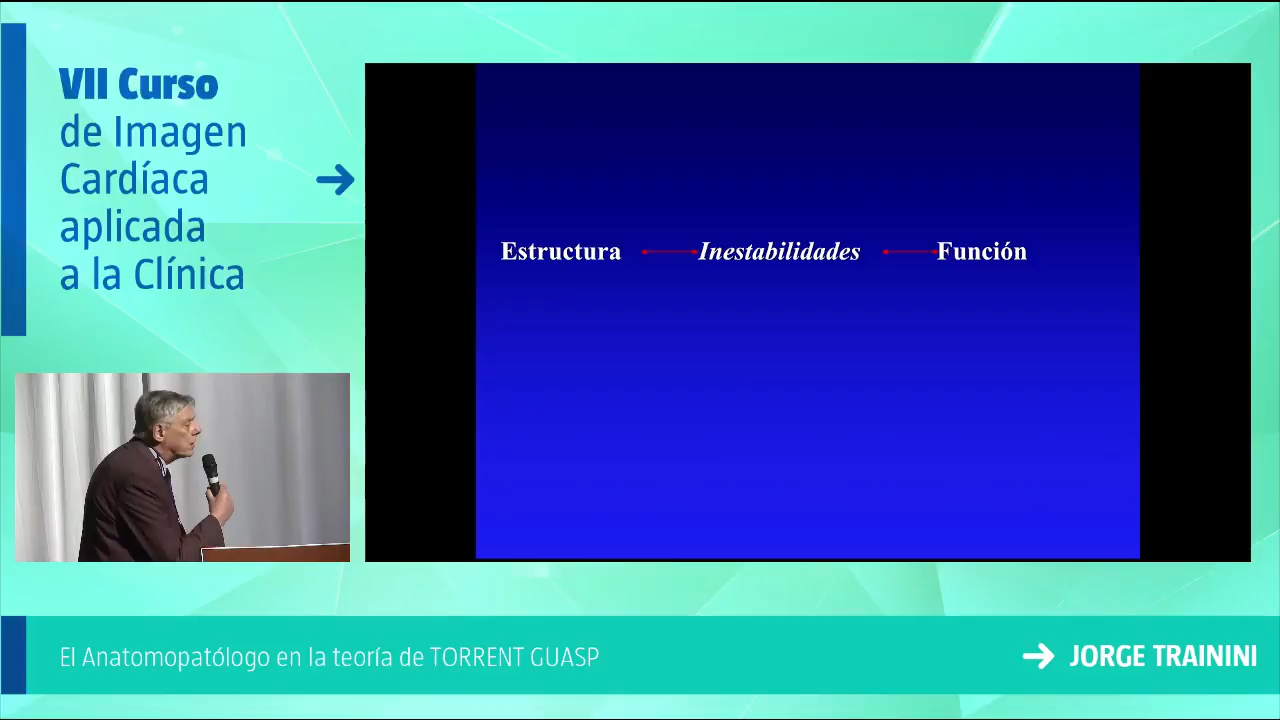 VII Curso
de Imagen
Cardíaca
aplicada
a la Clínica
Estructura Inestabilidades Función
El Anatomopatólogo en la teoría de TORRENT GUASP
JORGE TRAININI